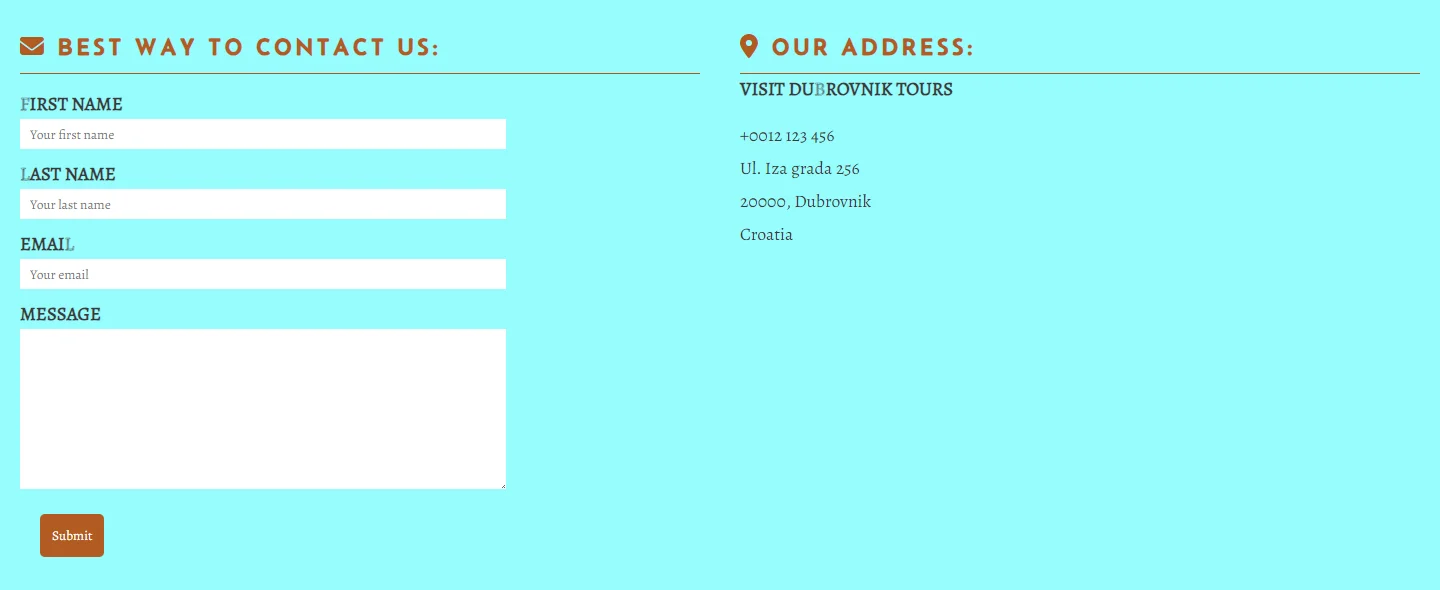 BEST WAY TO CONTACT US:
FIRST NAME
Your first name
LAST NAME
Your last name
EMAIL
Your email
MESSAGE
Submit
OUR ADDRESS:
VISIT DUBROVNIK TOURS
+0012 123 456
Ul. Iza grada 256
20000, Dubrovnik
Croatia